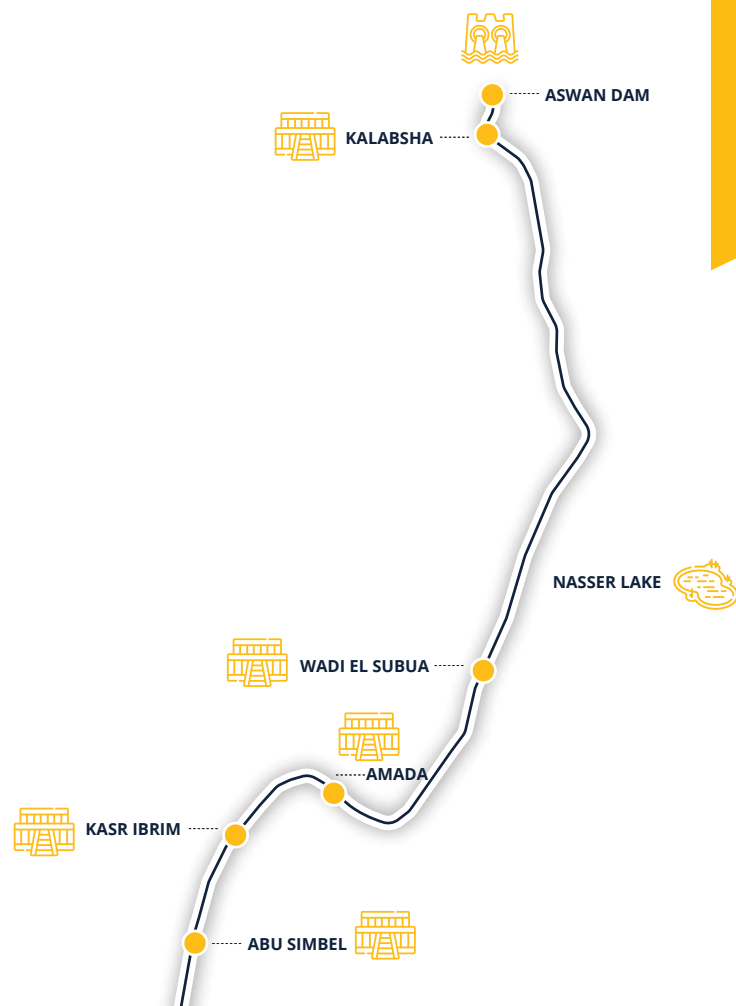 ASWAN DAM
KALABSHA
NASSER LAKE
WADI EL SUBUA
AMADA
KASR IBRIM
ABU SIMBEL